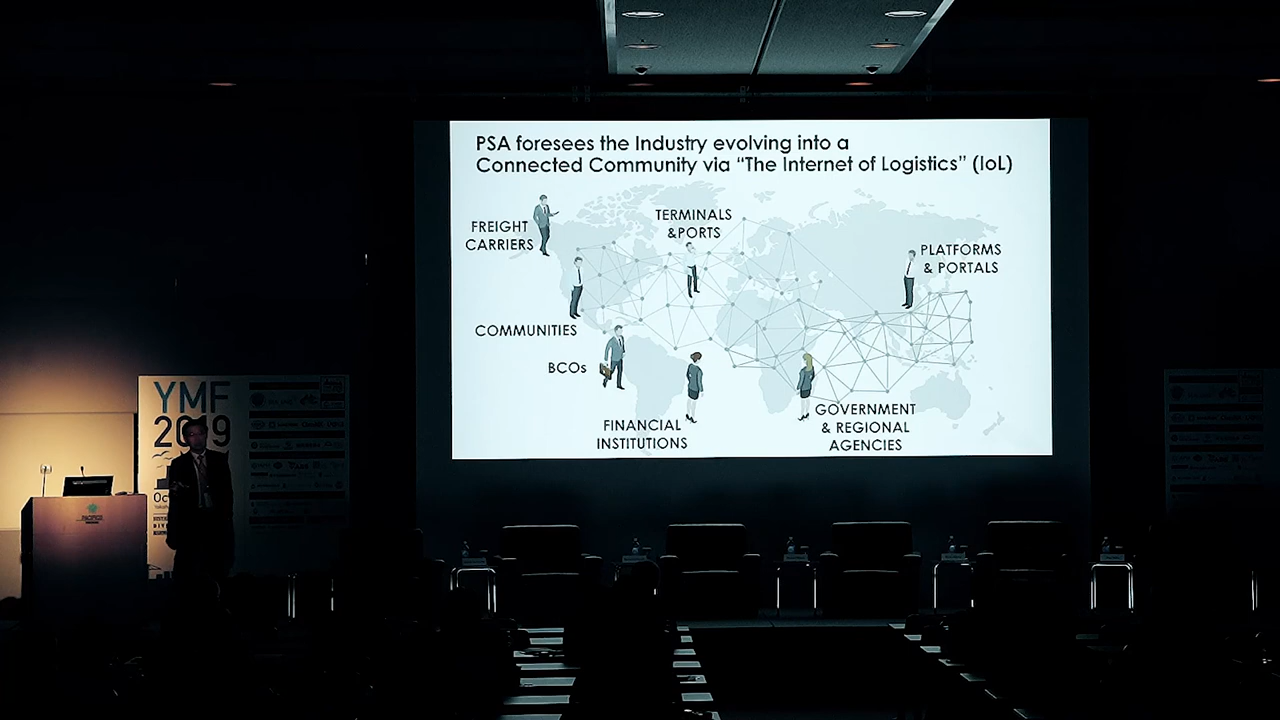 PSA foresees the Industry evolving into a
Connected Community via “The Internet of Logistics” (IoL)
FREIGHT
CARRIERS
TERMINALS
&PORTS
PLATFORMS
& PORTALS
COMMUNITIES
BCOs
FINANCIAL
INSTITUTIONS
GOVERNMENT
& REGIONAL
AGENCIES
YMF
PACIFICO